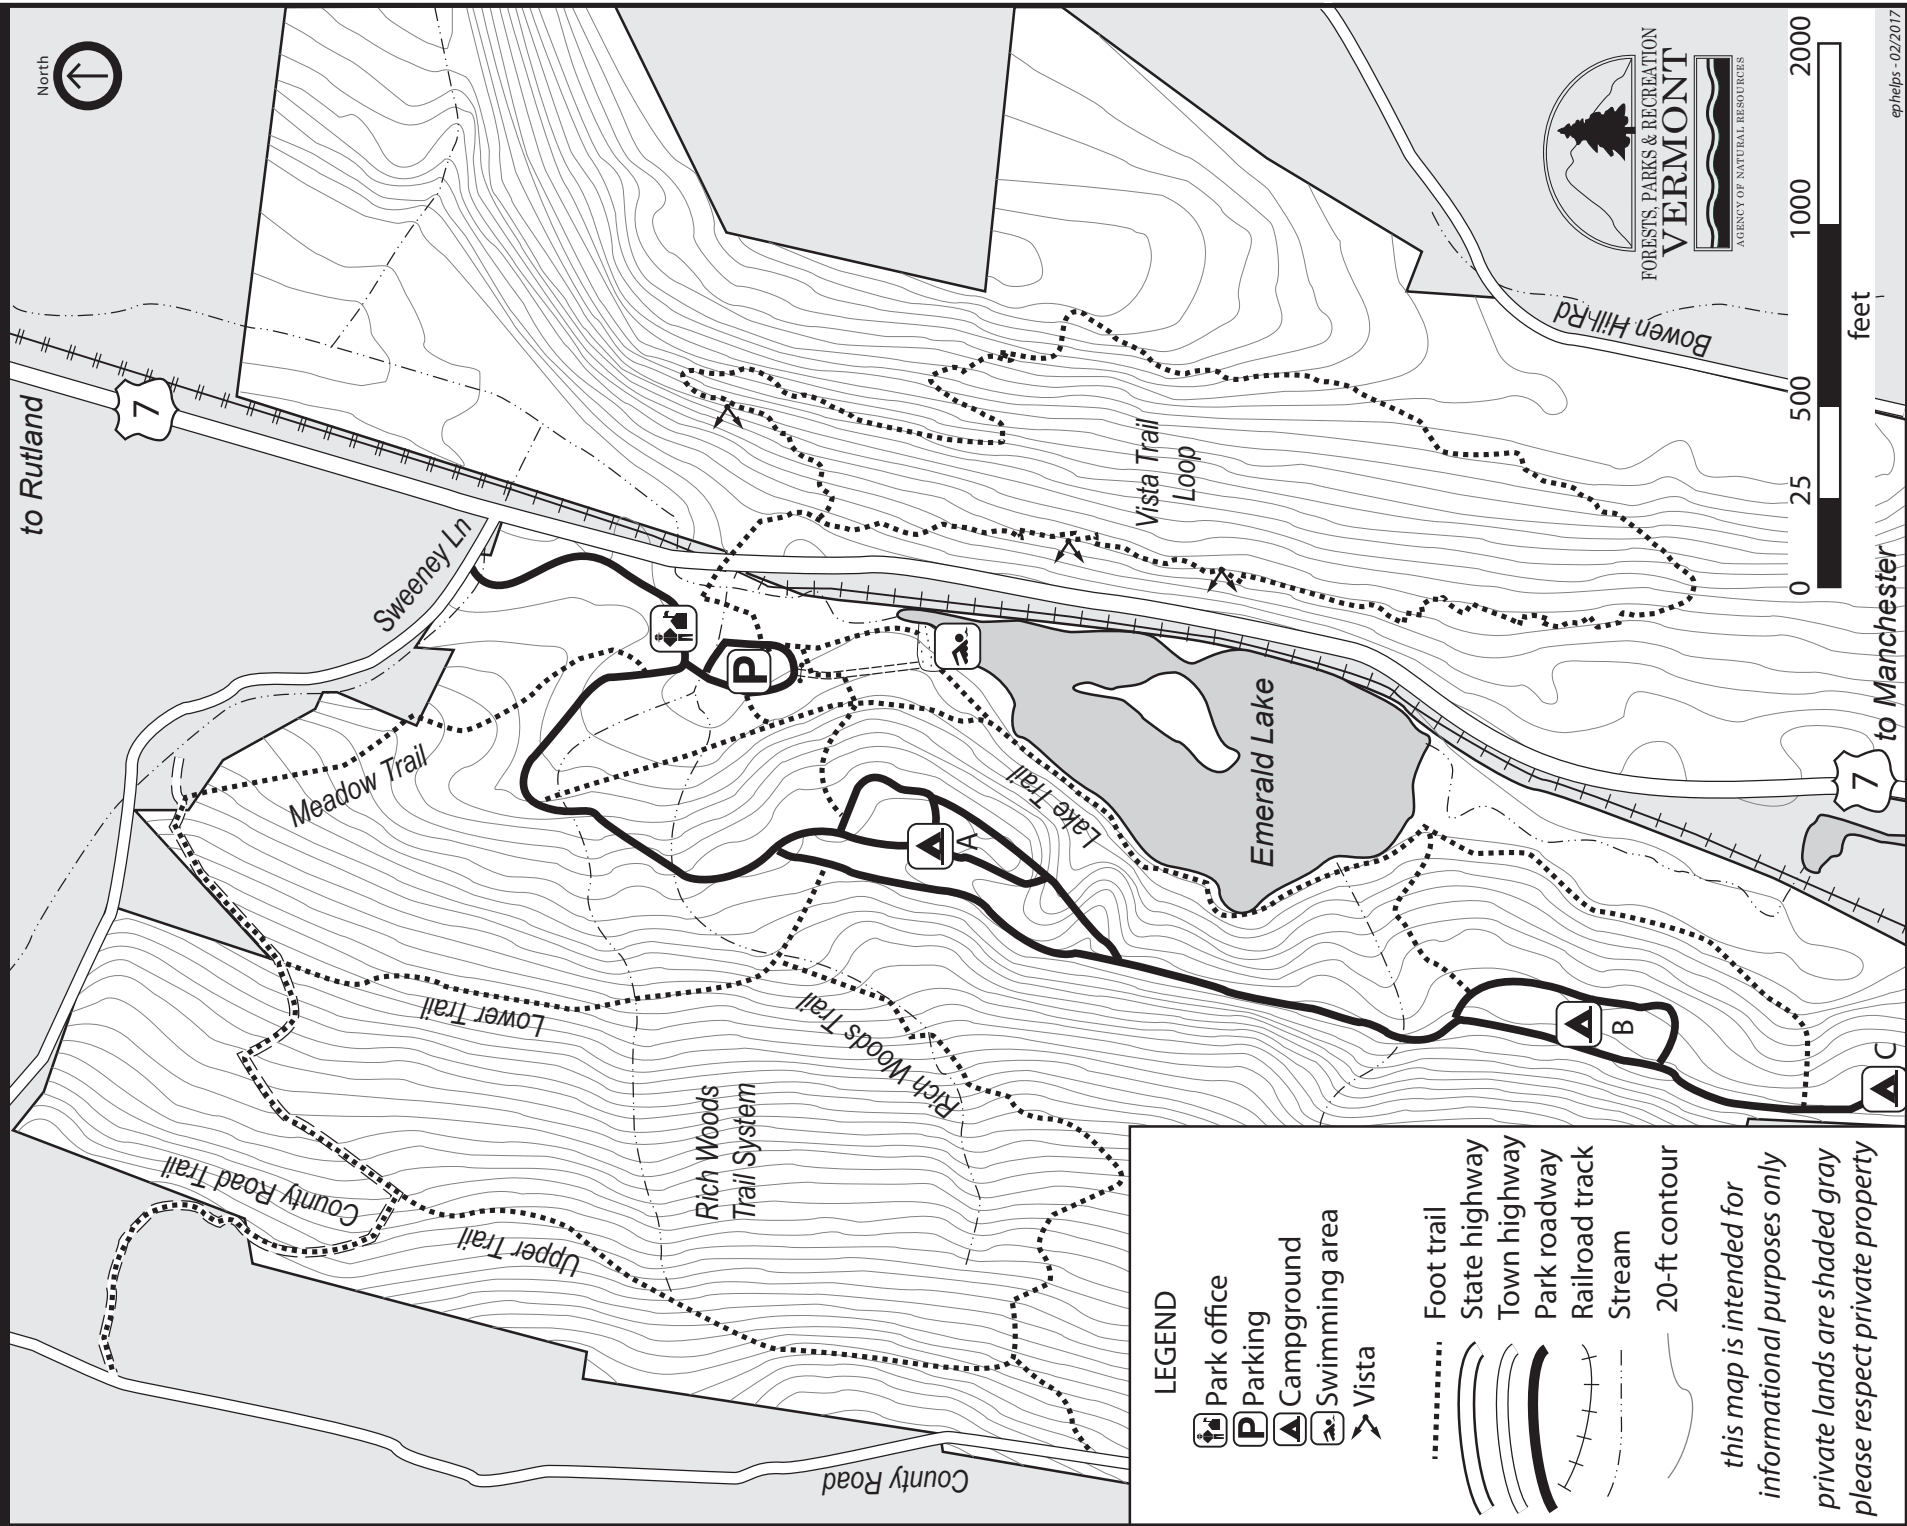 North
to Rutland
7
Sweeney Ln
Meadow Trail
P
Lower Trail
County Road Trail
Upper Trail
Rich Woods
Trail System
Rich Woods Trail
County Road
A
Lake Trail
Emerald Lake
Vista Trail
Loop
B
C
7
to Manchester
Bowen Hill Rd
FORESTS, PARKS & RECREATION
VERMONT
AGENCY OF NATURAL RESOURCES
0 25 500 1000 2000
feet
ephelps - 02/2017
LEGEND
Park office
P Parking
Campground
Swimming area
Vista
Foot trail
State highway
Town highway
Park roadway
Railroad track
Stream
20-ft contour
this map is intended for
informational purposes only
private lands are shaded gray
please respect private property